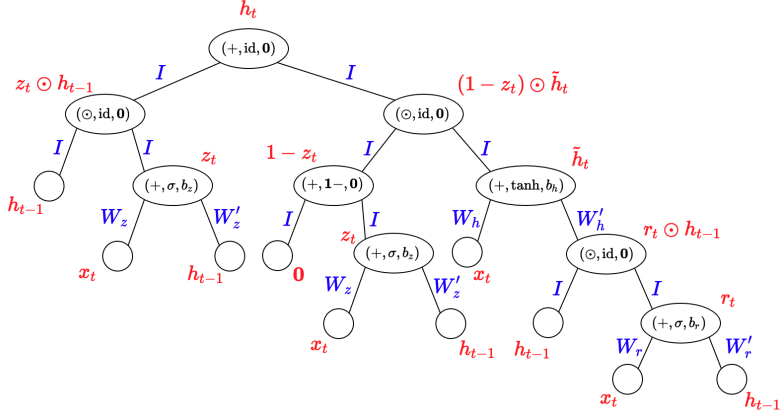 h_t
(+, id, 0)
I I
z_t ⊙ h_{t−1} (1 − z_t) ⊙ h̃_t
(⊙, id, 0) (⊙, id, 0)
I I I I
z_t 1 − z_t h̃_t
(+, σ, b_z) (+, 1−, 0) (+, tanh, b_h)
h_{t−1}
W_z W'_z I I W_h W'_h
z_t r_t ⊙ h_{t−1}
(+, σ, b_z) (⊙, id, 0)
x_t h_{t−1} 0 x_t
W_z W'_z I I
r_t
(+, σ, b_r)
x_t h_{t−1} h_{t−1}
W_r W'_r
x_t h_{t−1}